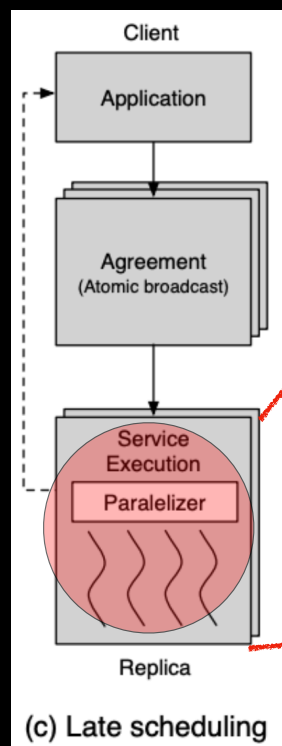 Client
Application
Agreement
(Atomic broadcast)
Service
Execution
Paralelizer
Replica
(c) Late scheduling